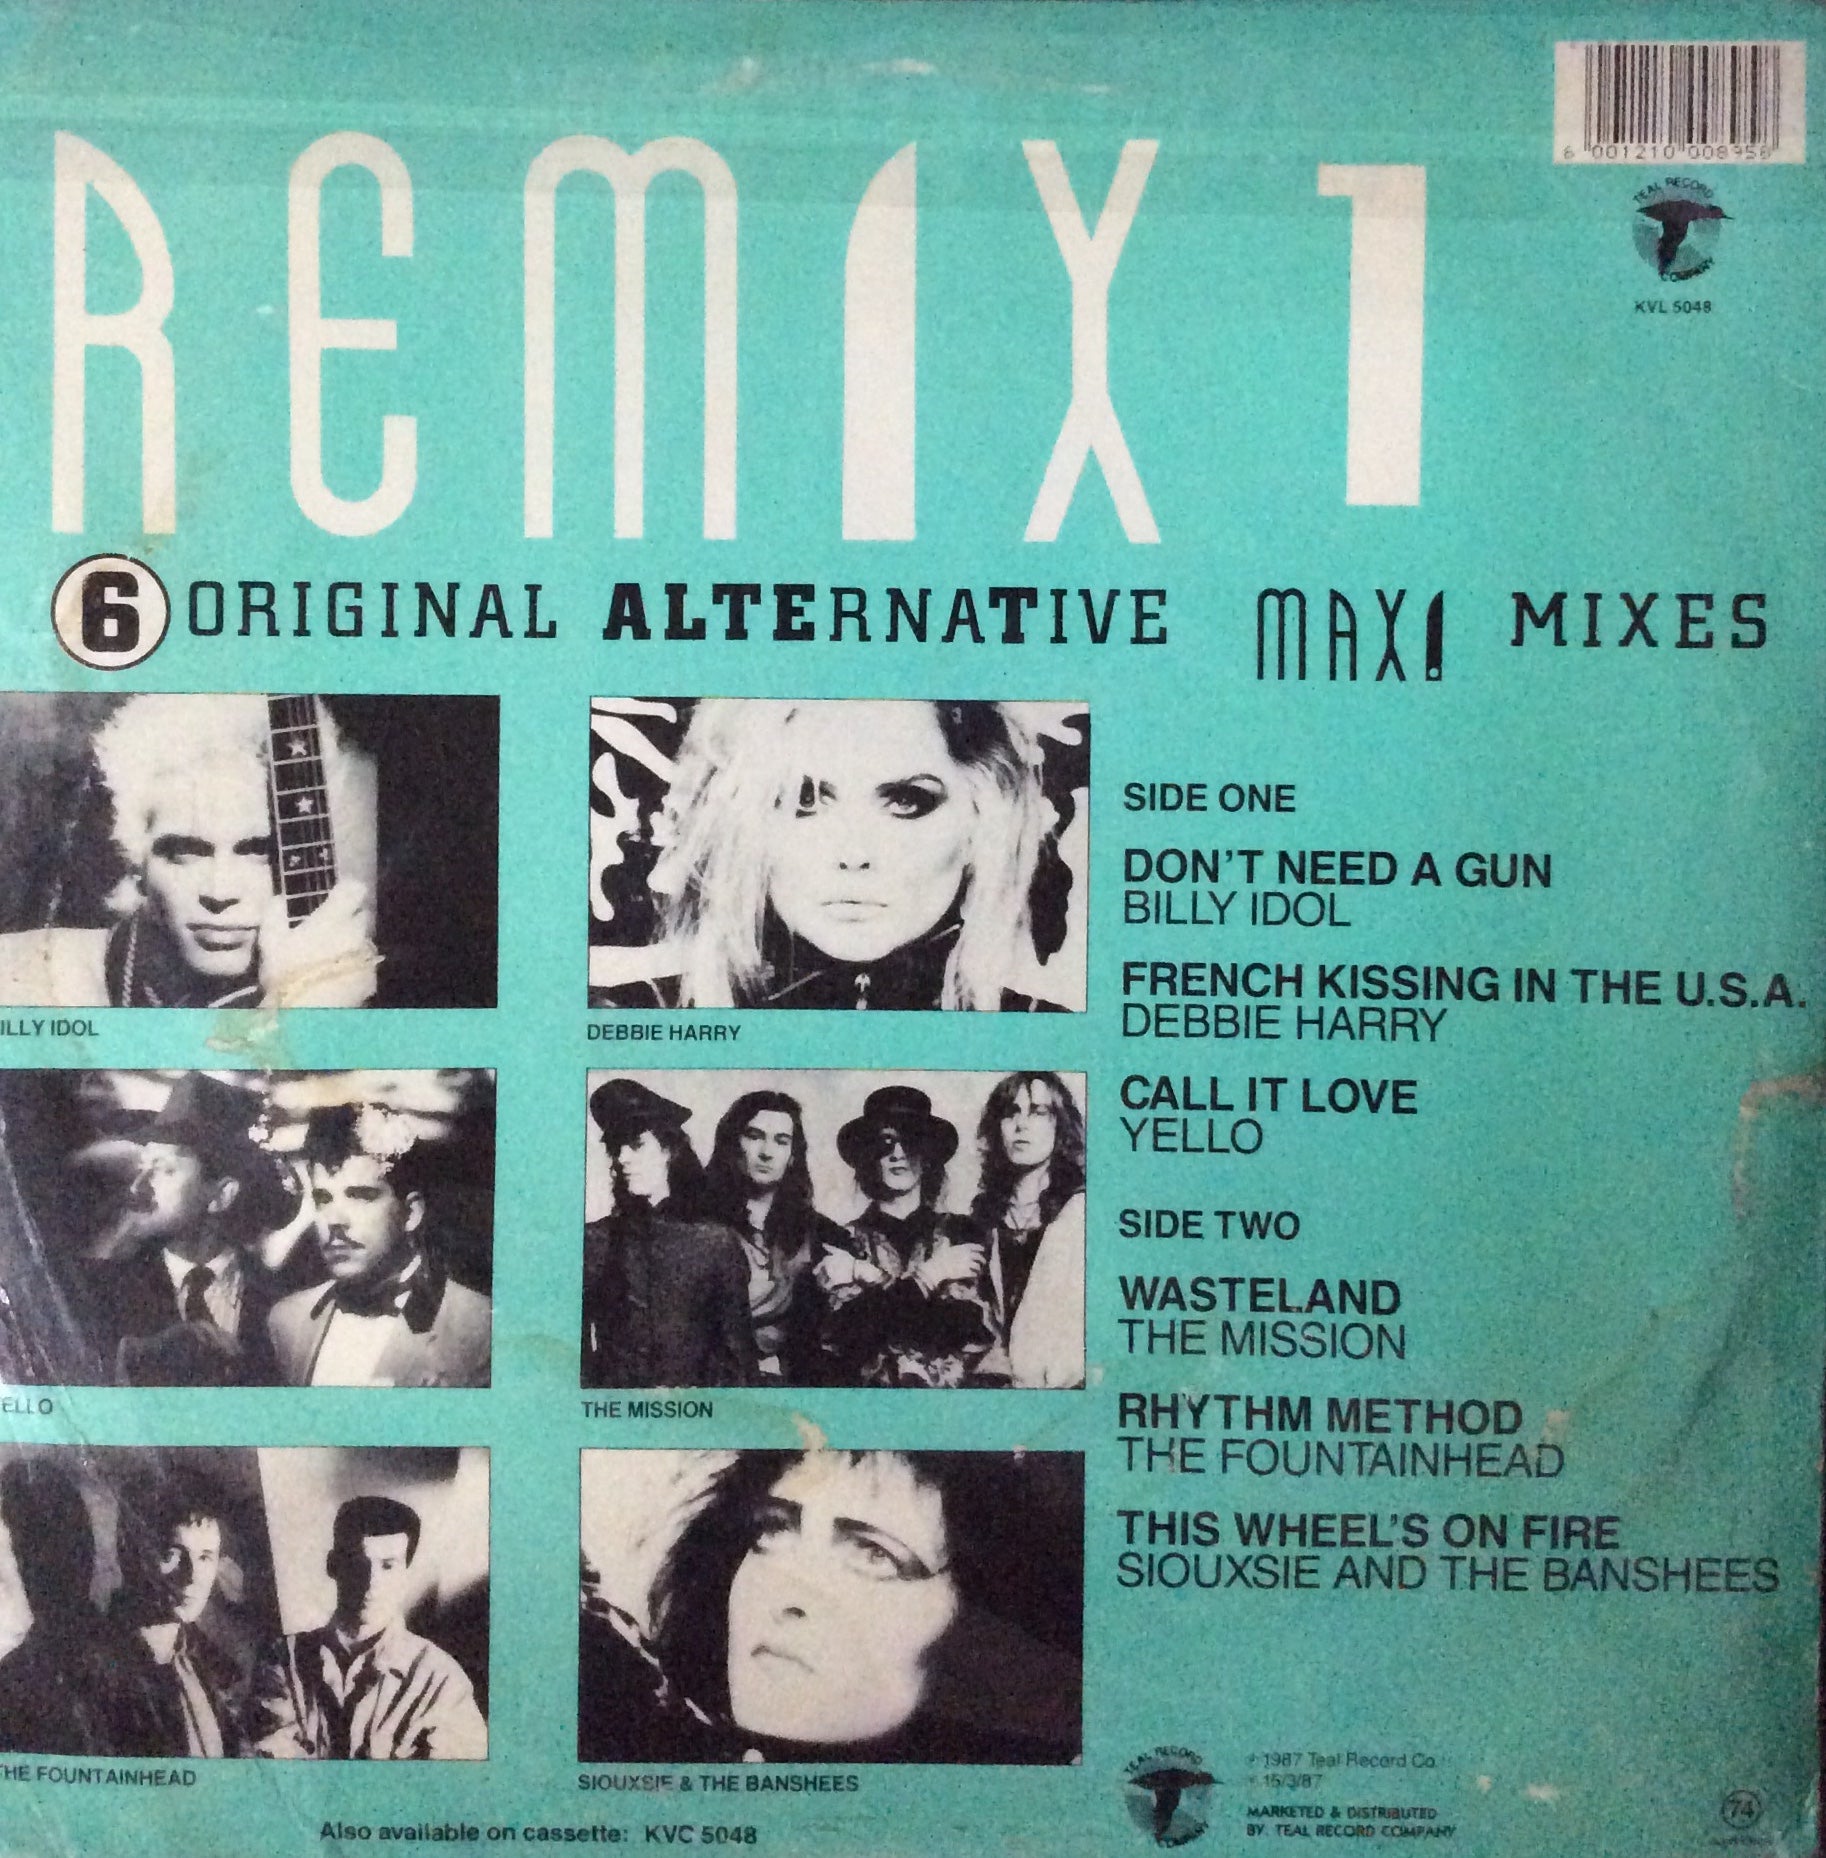 6 001210 008956
TEAL RECORD
COMPANY
KVL 5048
REMIX 1
6 ORIGINAL ALTERNATIVE MAXI MIXES
ILLY IDOL
DEBBIE HARRY
ELLO
THE MISSION
HE FOUNTAINHEAD
SIOUXSIE & THE BANSHEES
SIDE ONE
DON'T NEED A GUN
BILLY IDOL
FRENCH KISSING IN THE U.S.A.
DEBBIE HARRY
CALL IT LOVE
YELLO
SIDE TWO
WASTELAND
THE MISSION
RHYTHM METHOD
THE FOUNTAINHEAD
THIS WHEEL'S ON FIRE
SIOUXSIE AND THE BANSHEES
Also available on cassette: KVC 5048
TEAL RECORD
COMPANY
1987 Teal Record Co.
15/3/87
MARKETED & DISTRIBUTED
BY. TEAL RECORD COMPANY
74